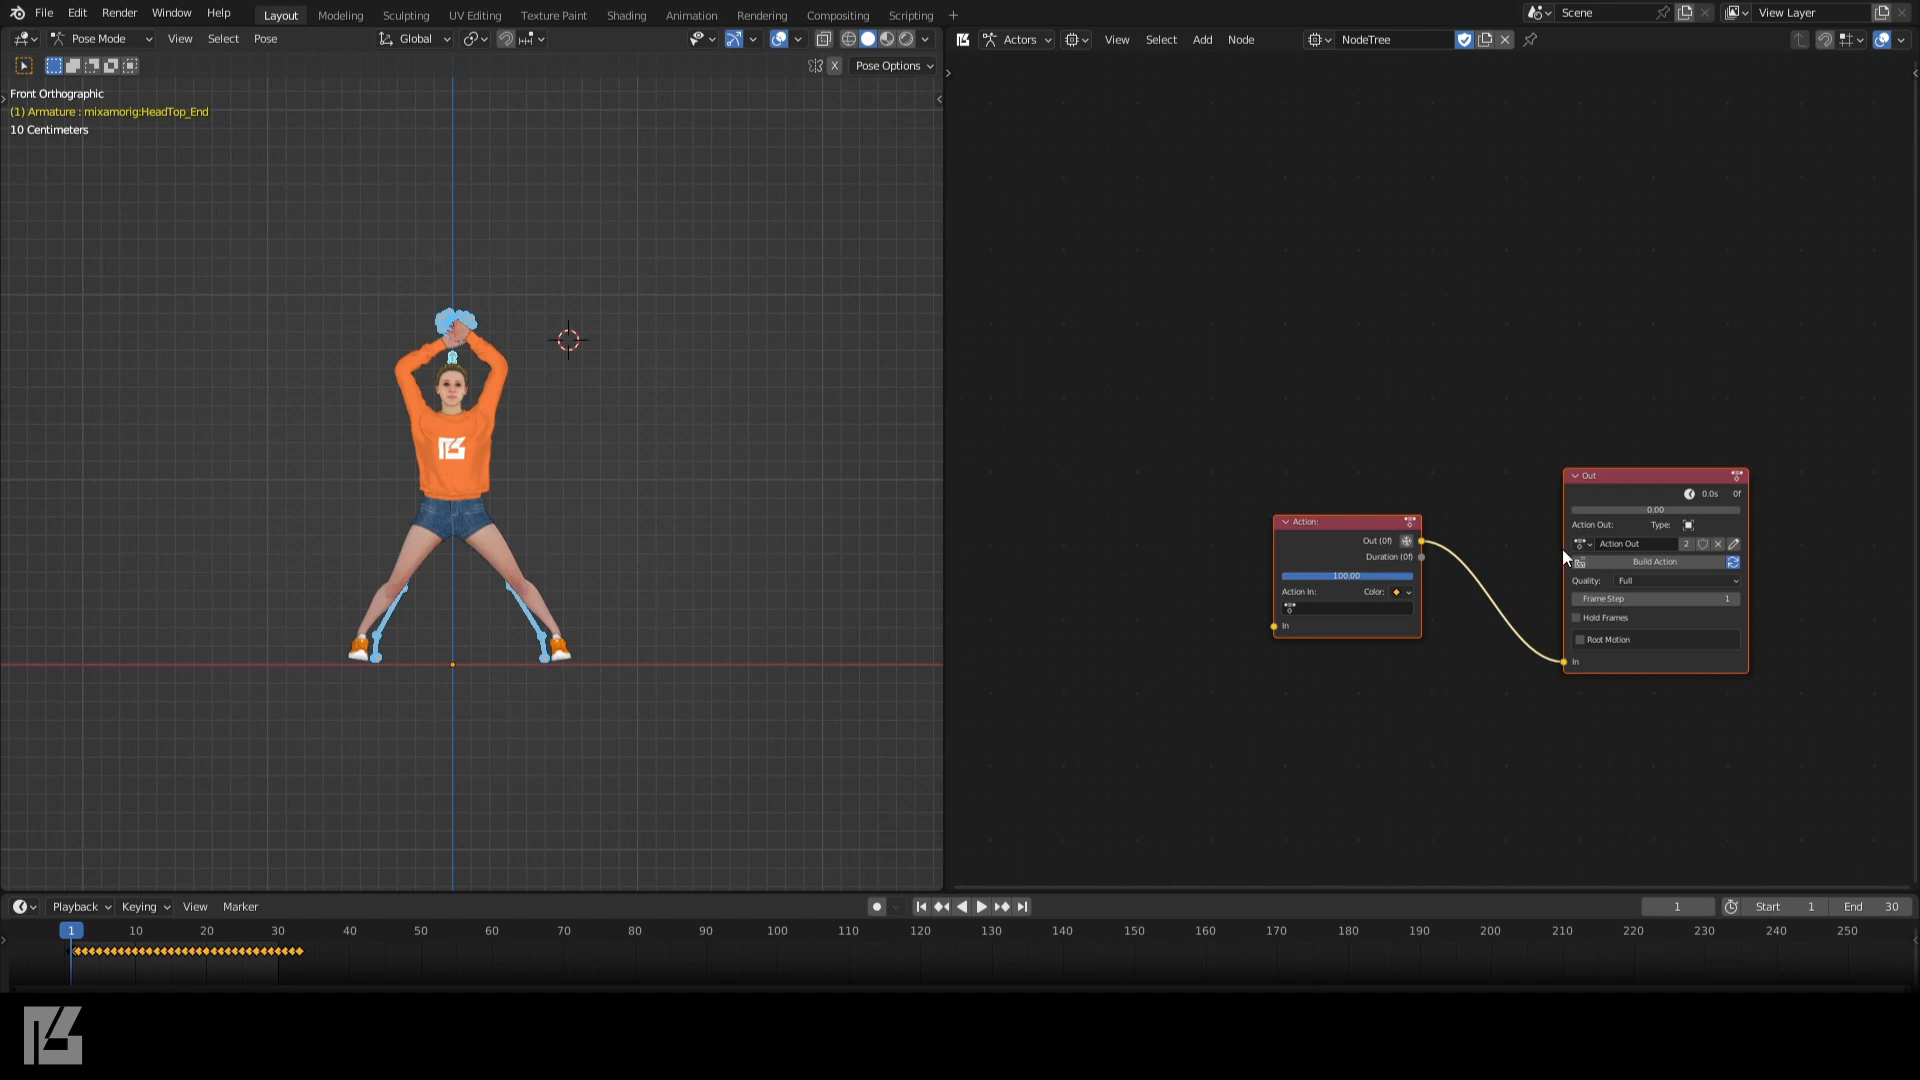 File Edit Render Window Help Layout Modeling Sculpting UV Editing Texture Paint Shading Animation Rendering Compositing Scripting + Scene View Layer
Pose Mode View Select Pose Global
Actors View Select Add Node NodeTree
X Pose Options
Front Orthographic
(1) Armature : mixamorig:HeadTop_End
10 Centimeters
Action:
Out (0f)
Duration (0f)
100.00
Action In: Color:
In
Out
0.0s 0f
0.00
Action Out: Type:
Action Out 2
Build Action
Quality: Full
Frame Step 1
Hold Frames
Root Motion
In
Playback Keying View Marker 1 Start 1 End 30
1 10 20 30 40 50 60 70 80 90 100 110 120 130 140 150 160 170 180 190 200 210 220 230 240 250